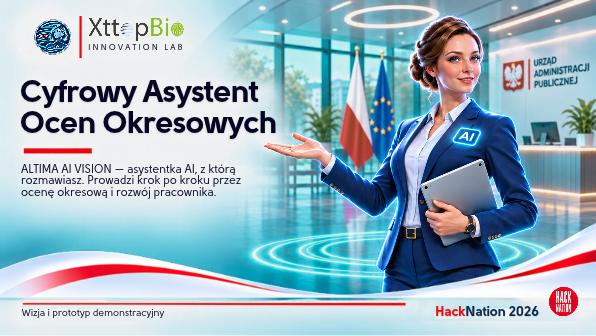 XttepBio
INNOVATION LAB
Cyfrowy Asystent
Ocen Okresowych
ALTIMA AI VISION — asystentka AI, z którą
rozmawiasz. Prowadzi krok po kroku przez
ocenę okresową i rozwój pracownika.
URZĄD
ADMINISTRACJI
PUBLICZNEJ
AI
Wizja i prototyp demonstracyjny
HackNation 2026
HACK
NATION